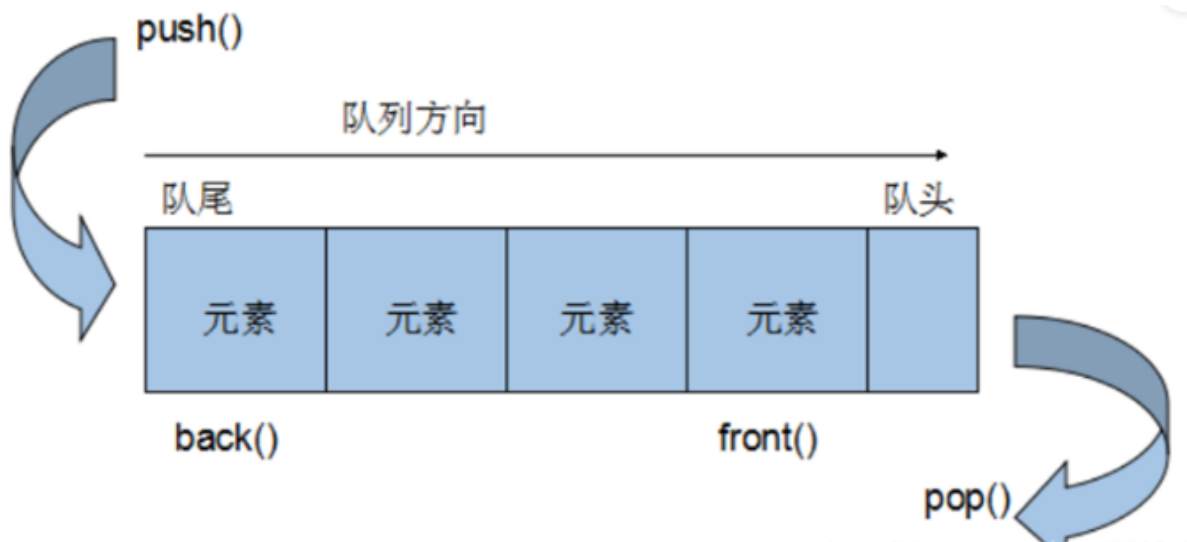 push()
队列方向
队尾 队头
元素 元素 元素 元素
back() front()
pop()